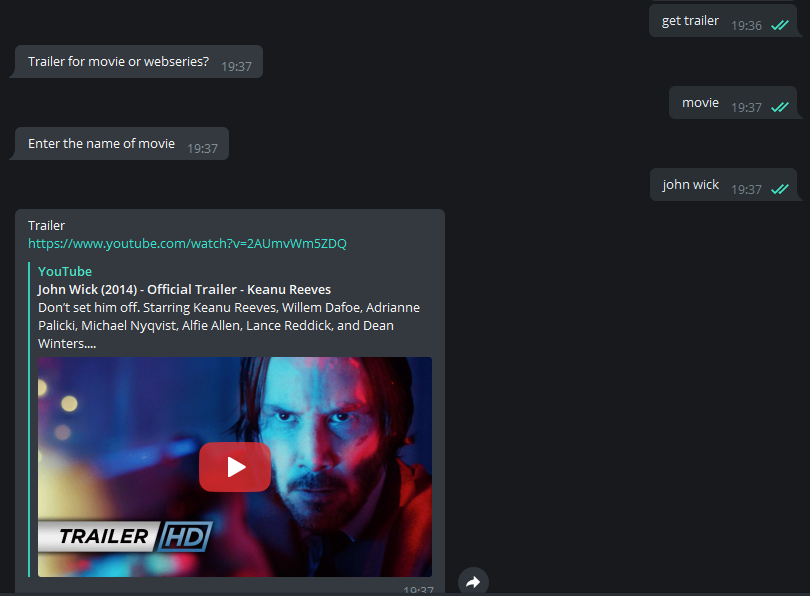 get trailer 19:36
Trailer for movie or webseries? 19:37
movie 19:37
Enter the name of movie 19:37
john wick 19:37
Trailer
https://www.youtube.com/watch?v=2AUmvWm5ZDQ
YouTube
John Wick (2014) - Official Trailer - Keanu Reeves
Don't set him off. Starring Keanu Reeves, Willem Dafoe, Adrianne
Palicki, Michael Nyqvist, Alfie Allen, Lance Reddick, and Dean
Winters....
TRAILER HD
19:37